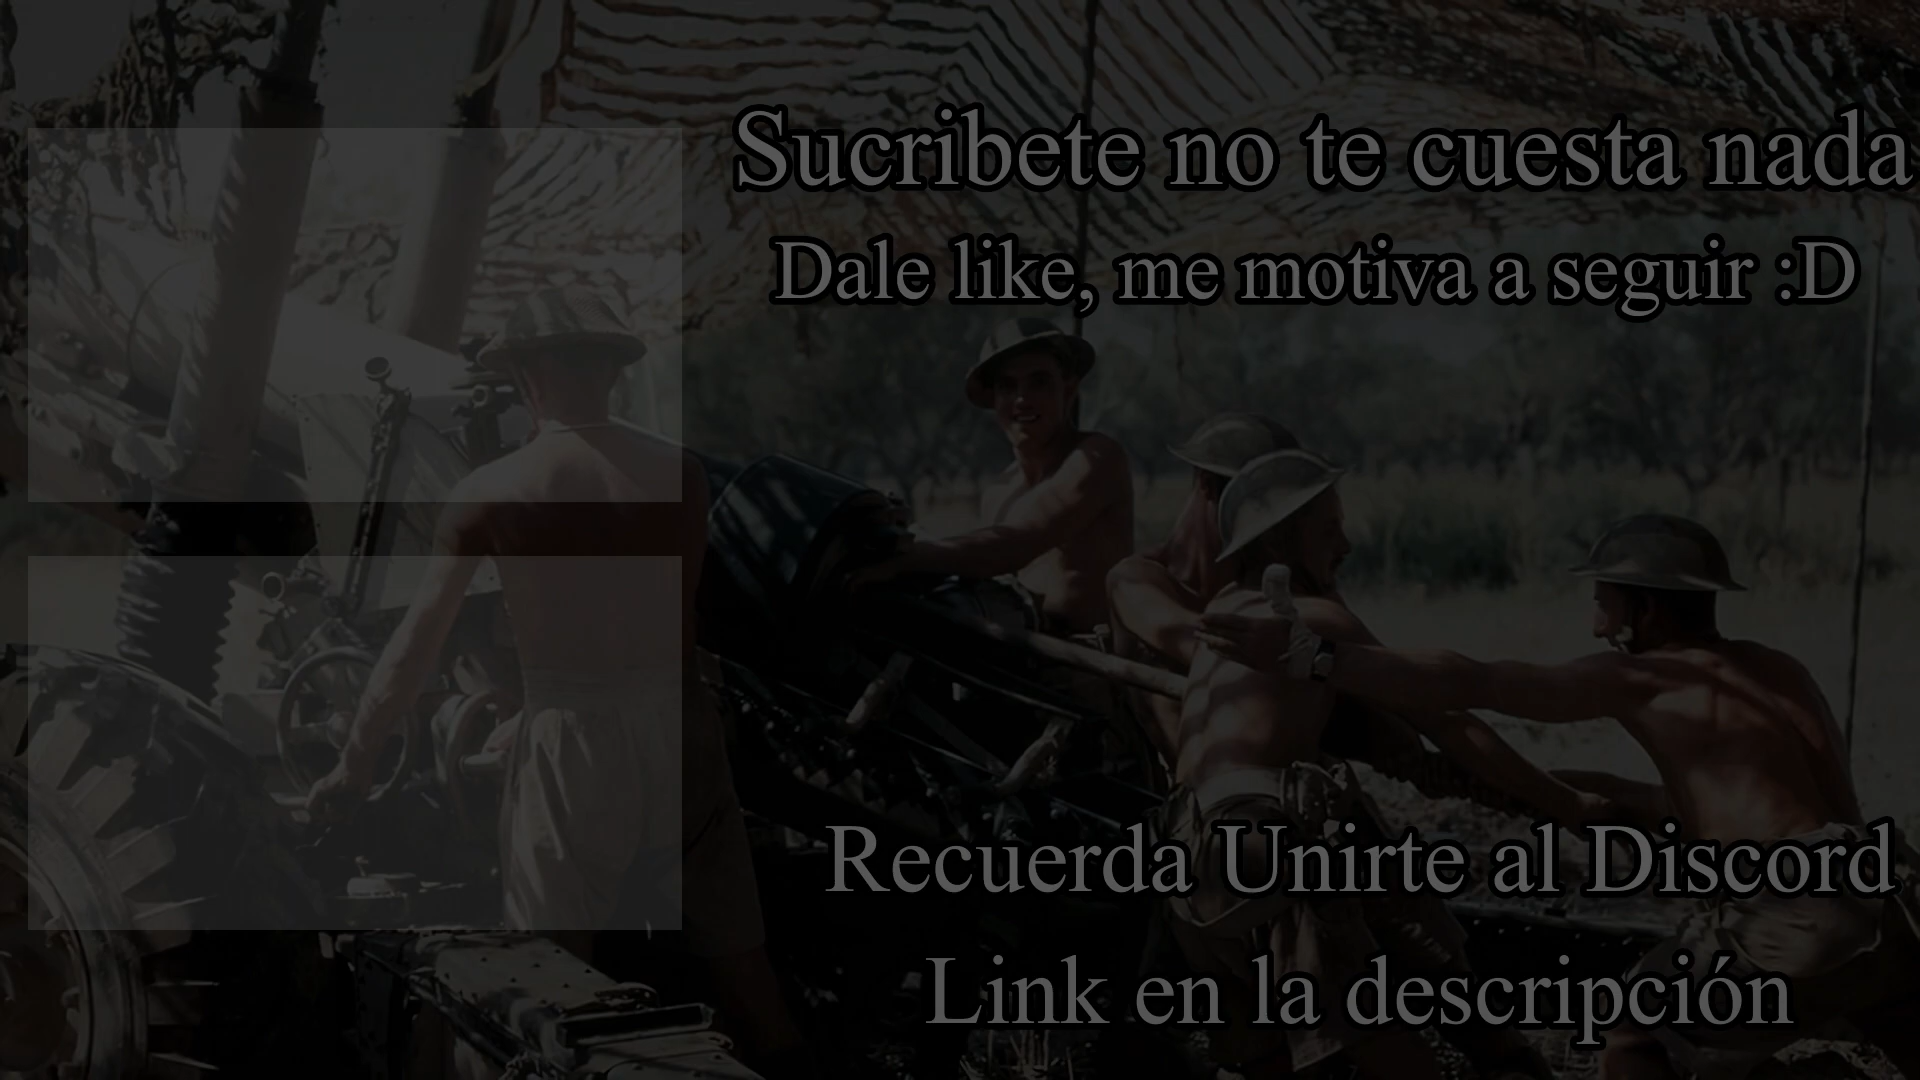 Sucribete no te cuesta nada
Dale like, me motiva a seguir :D
Recuerda Unirte al Discord
Link en la descripción